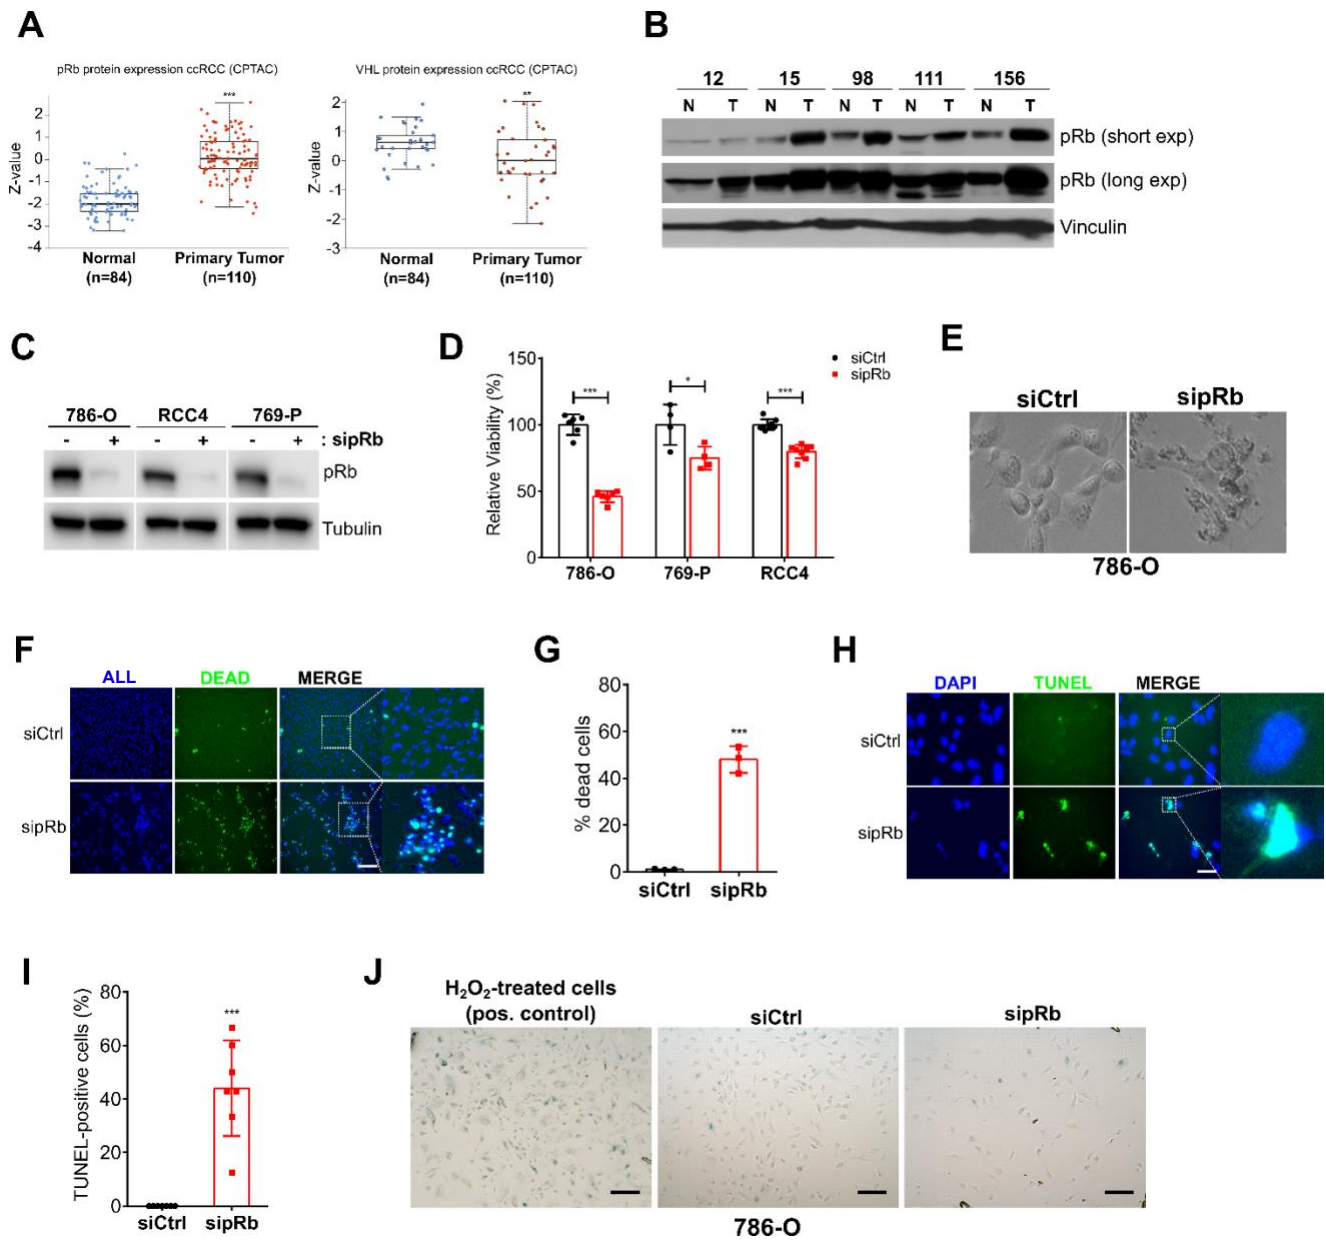 A
pRb protein expression ccRCC (CPTAC)
***
Z-value
2
1
0
-1
-2
-3
-4
Normal
(n=84)
Primary Tumor
(n=110)
VHL protein expression ccRCC (CPTAC)
**
Z-value
2
1
0
-1
-2
-3
Normal
(n=84)
Primary Tumor
(n=110)
B
12 15 98 111 156
N T N T N T N T N T
pRb (short exp)
pRb (long exp)
Vinculin
C
786-O RCC4 769-P
- + - + - + : sipRb
pRb
Tubulin
D
siCtrl
sipRb
Relative Viability (%)
150
100
50
0
*** * ***
786-O 769-P RCC4
E
siCtrl sipRb
786-O
F
ALL DEAD MERGE
siCtrl
sipRb
G
% dead cells
80
60
40
20
0
***
siCtrl sipRb
H
DAPI TUNEL MERGE
siCtrl
sipRb
I
TUNEL-positive cells (%)
80
60
40
20
0
***
siCtrl sipRb
J
H₂O₂-treated cells
(pos. control)
siCtrl
sipRb
786-O